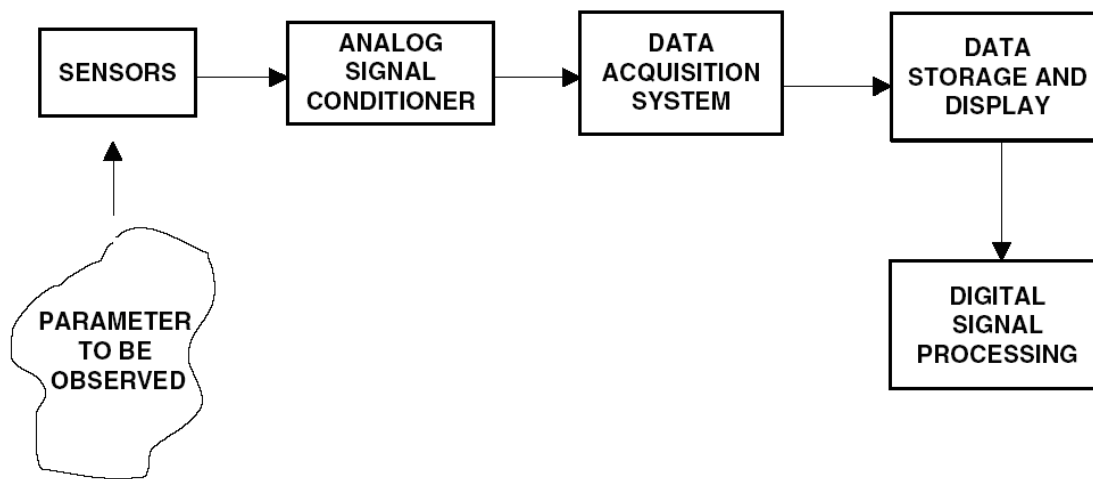 SENSORS
ANALOG
SIGNAL
CONDITIONER
DATA
ACQUISITION
SYSTEM
DATA
STORAGE AND
DISPLAY
PARAMETER
TO BE
OBSERVED
DIGITAL
SIGNAL
PROCESSING